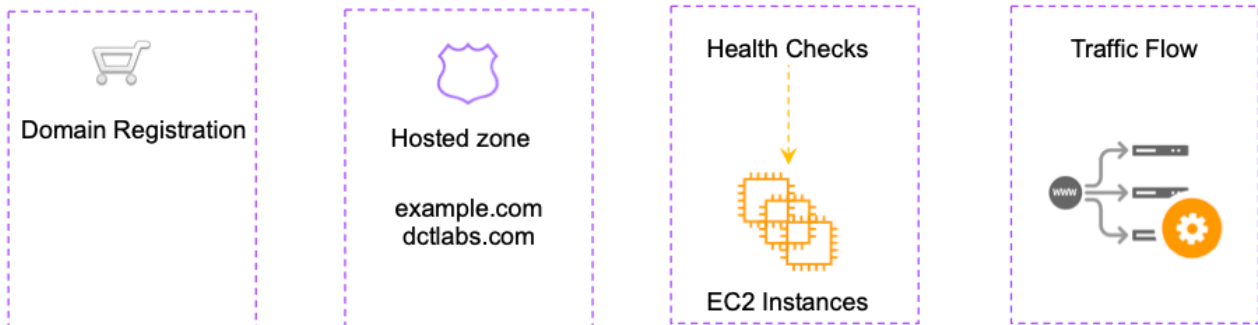 Domain Registration
Hosted zone
example.com
dctlabs.com
Health Checks
EC2 Instances
Traffic Flow
www